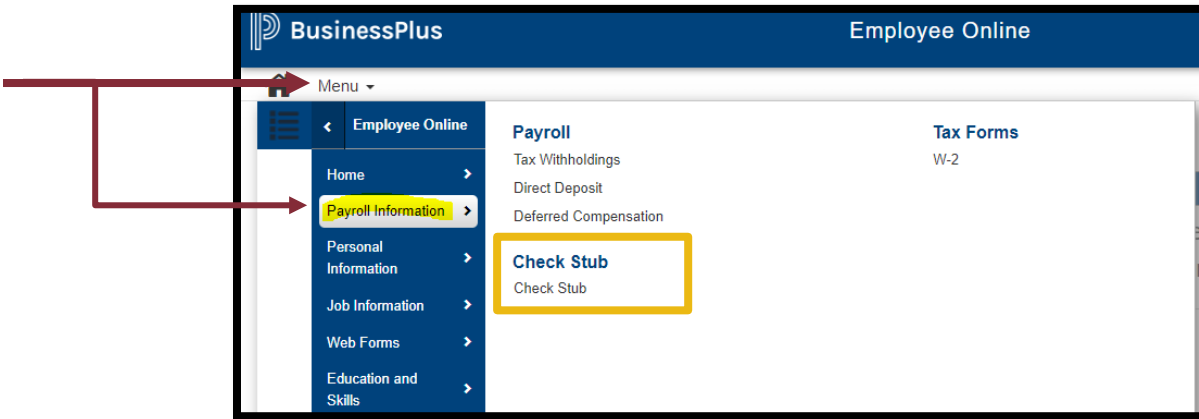 BusinessPlus
Employee Online
Menu
Employee Online
Home
Payroll Information
Personal
Information
Job Information
Web Forms
Education and
Skills
Payroll
Tax Withholdings
Direct Deposit
Deferred Compensation
Check Stub
Check Stub
Tax Forms
W-2